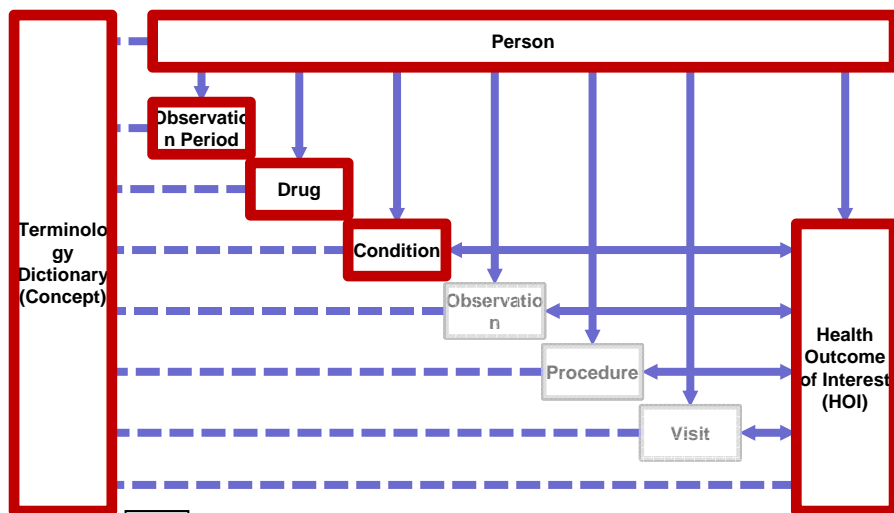 Person
Observatio
n Period
Drug
Terminolo
gy
Dictionary
(Concept)
Condition
Observatio
n
Procedure
Visit
Health
Outcome
of Interest
(HOI)